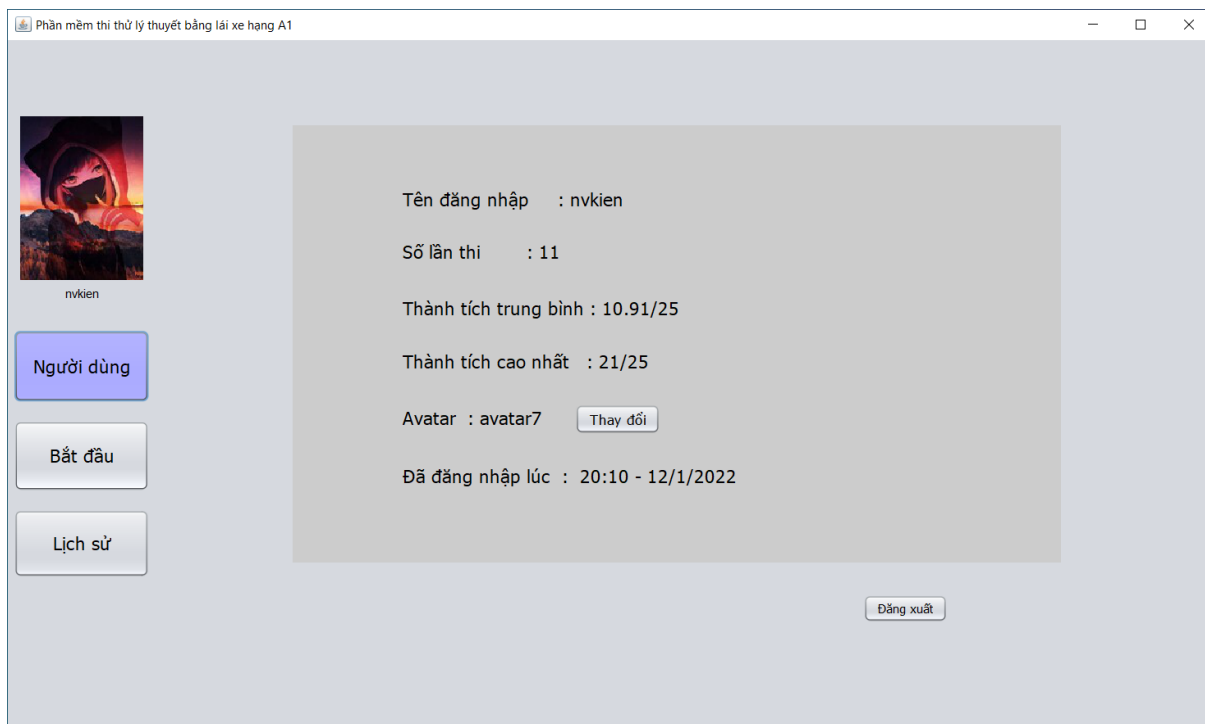 Phần mềm thi thử lý thuyết bằng lái xe hạng A1
nvkien
Người dùng
Bắt đầu
Lịch sử
Tên đăng nhập : nvkien
Số lần thi : 11
Thành tích trung bình : 10.91/25
Thành tích cao nhất : 21/25
Avatar : avatar7 Thay đổi
Đã đăng nhập lúc : 20:10 - 12/1/2022
Đăng xuất